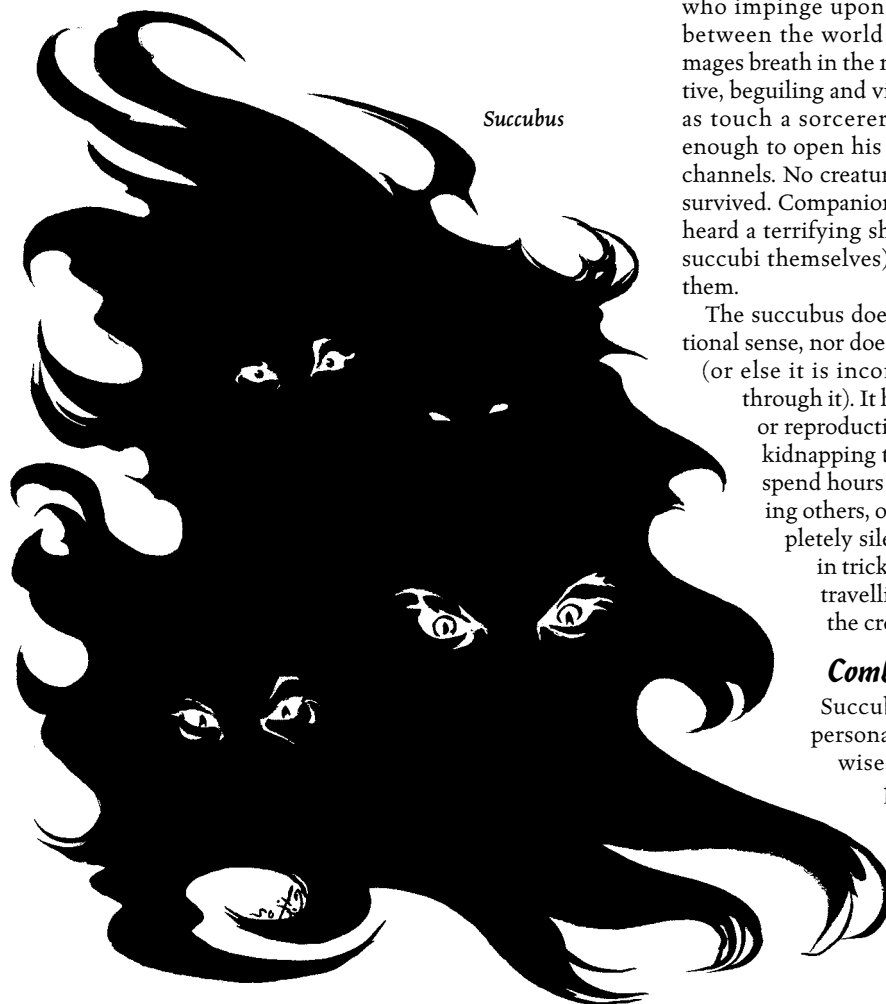 Succubus
who impinge upon
between the world
mages breath in the r
tive, beguiling and vi
as touch a sorcerer
enough to open his
channels. No creatur
survived. Companion
heard a terrifying sh
succubi themselves)
them.
The succubus doe
tional sense, nor doe
(or else it is incor
through it). It h
or reproducti
kidnapping t
spend hours
ing others, o
pletely sile
in trick
travelli
the cre
Comb
Succub
persona
wise